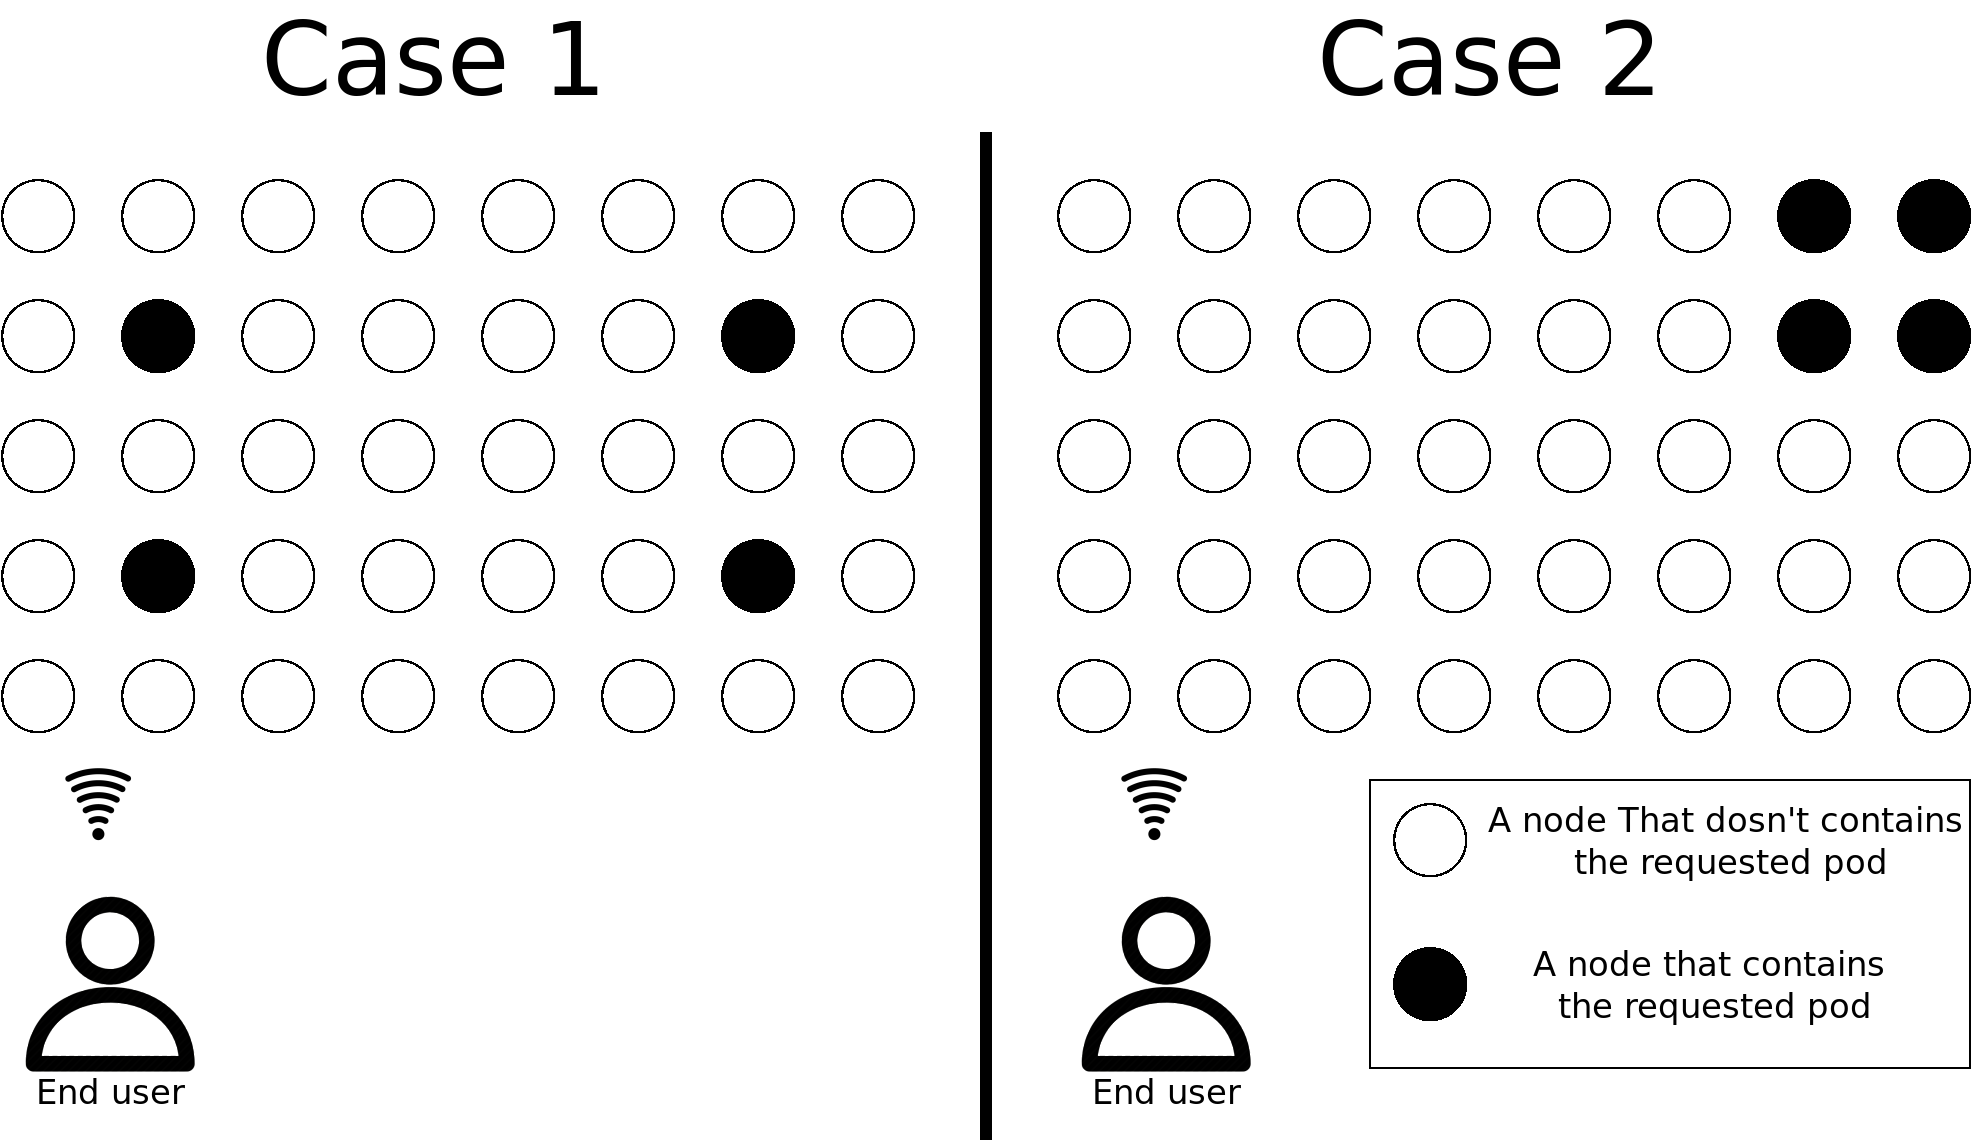 Case 1
Case 2
End user
End user
A node That dosn't contains
the requested pod
A node that contains
the requested pod